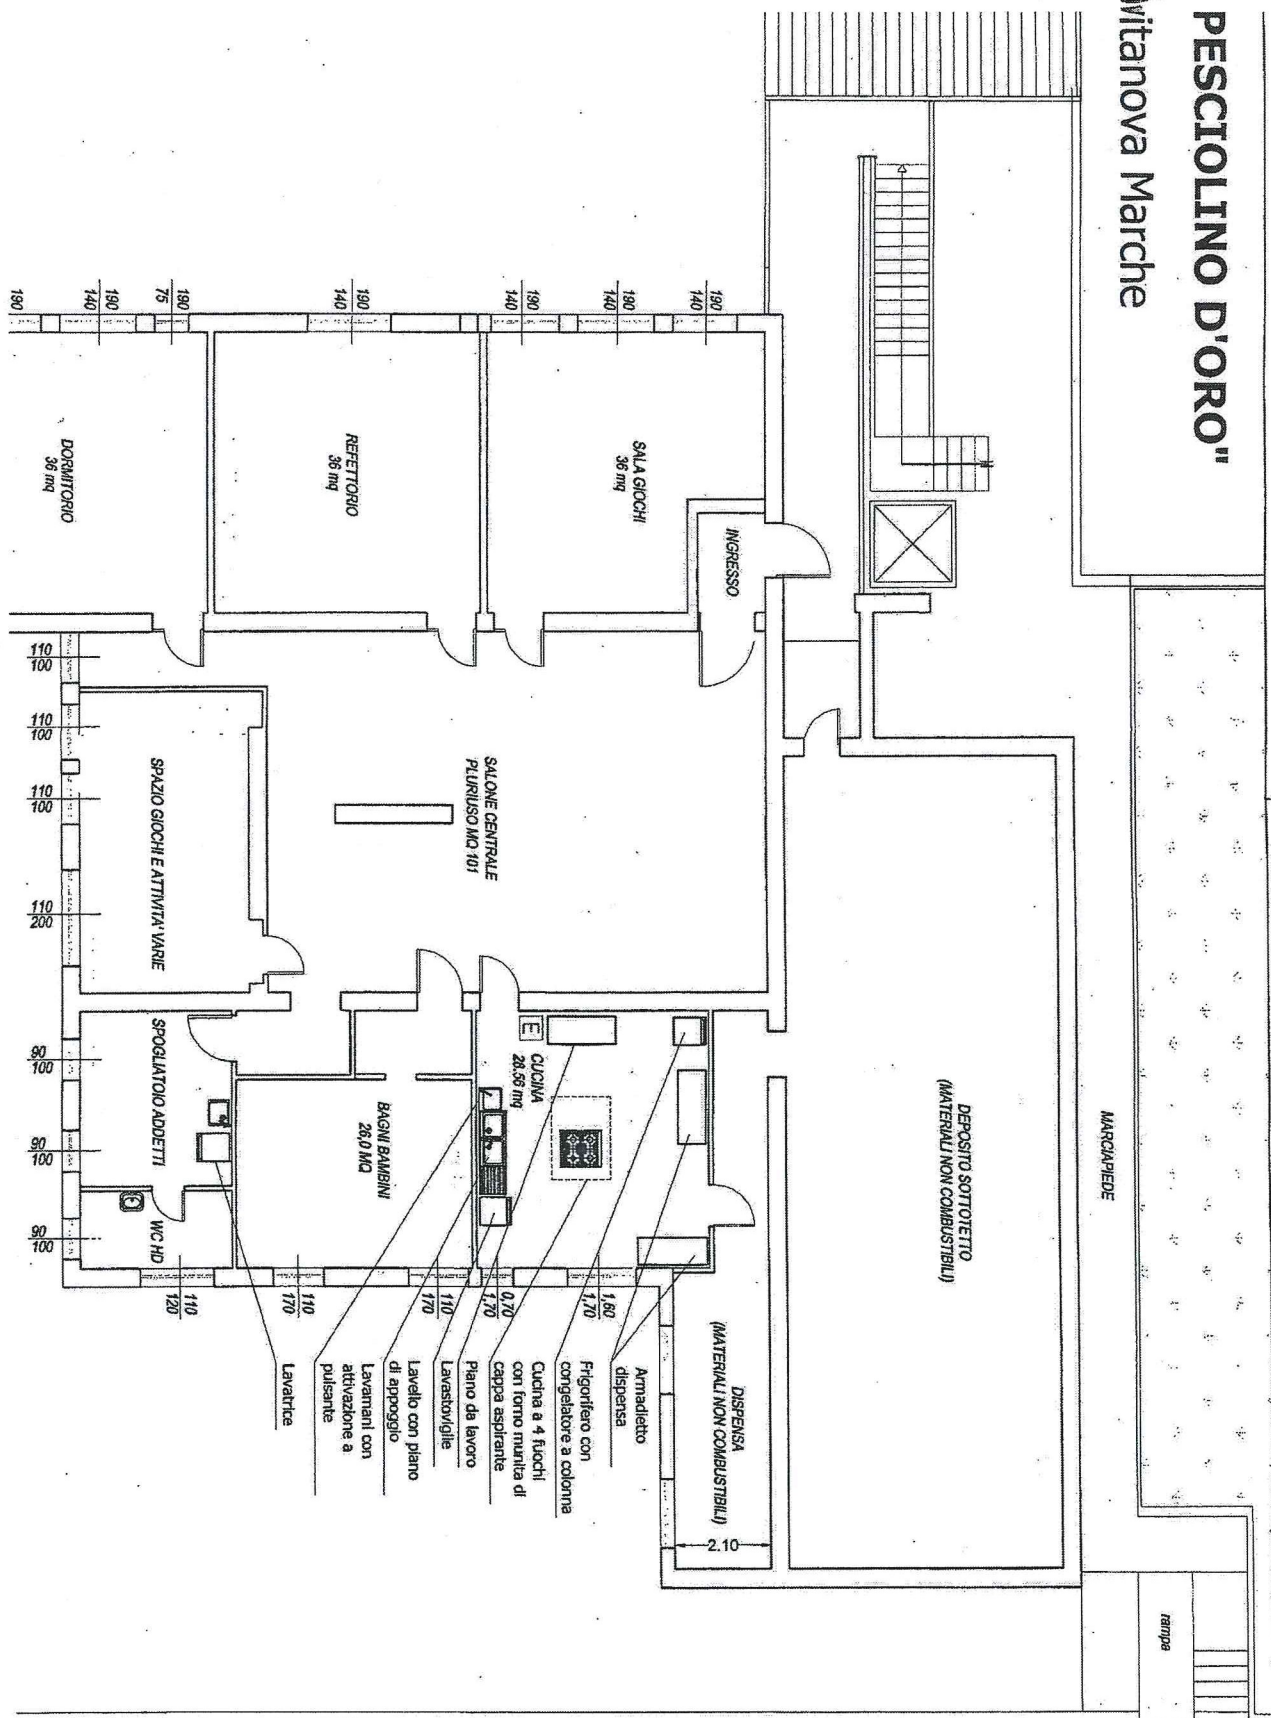 PESCIOLINO D'ORO"
ivitanova Marche
MARCIAPIEDE
rampa
DEPOSITO SOTTOTETTO
(MATERIALI NON COMBUSTIBILI)
DISPENSA
(MATERIALI NON COMBUSTIBILI)
2.10
INGRESSO
SALA GIOCHI
36 mq
REFETTORIO
36 mq
DORMITORIO
36 mq
SALONE CENTRALE
PLURIUSO MQ 101
SPAZIO GIOCHI E ATTIVITA' VARIE
CUCINA
28.56 mq
E
BAGNI BAMBINI
26,0 MQ
SPOGLIATOIO ADDETTI
WC HD
Armadietto
dispensa
Frigorifero con
congelatore a colonna
Cucina a 4 fuochi
con forno munita di
cappa aspirante
Piano da lavoro
Lavastoviglie
Lavello con piano
di appoggio
Lavamani con
attivazione a
pulsante
Lavatrice
190
140
190
140
190
140
190
140
180
75
190
140
190
110
100
110
100
110
100
110
200
90
100
90
100
90
100
110
120
110
170
110
170
0,70
1,70
1,60
1,70